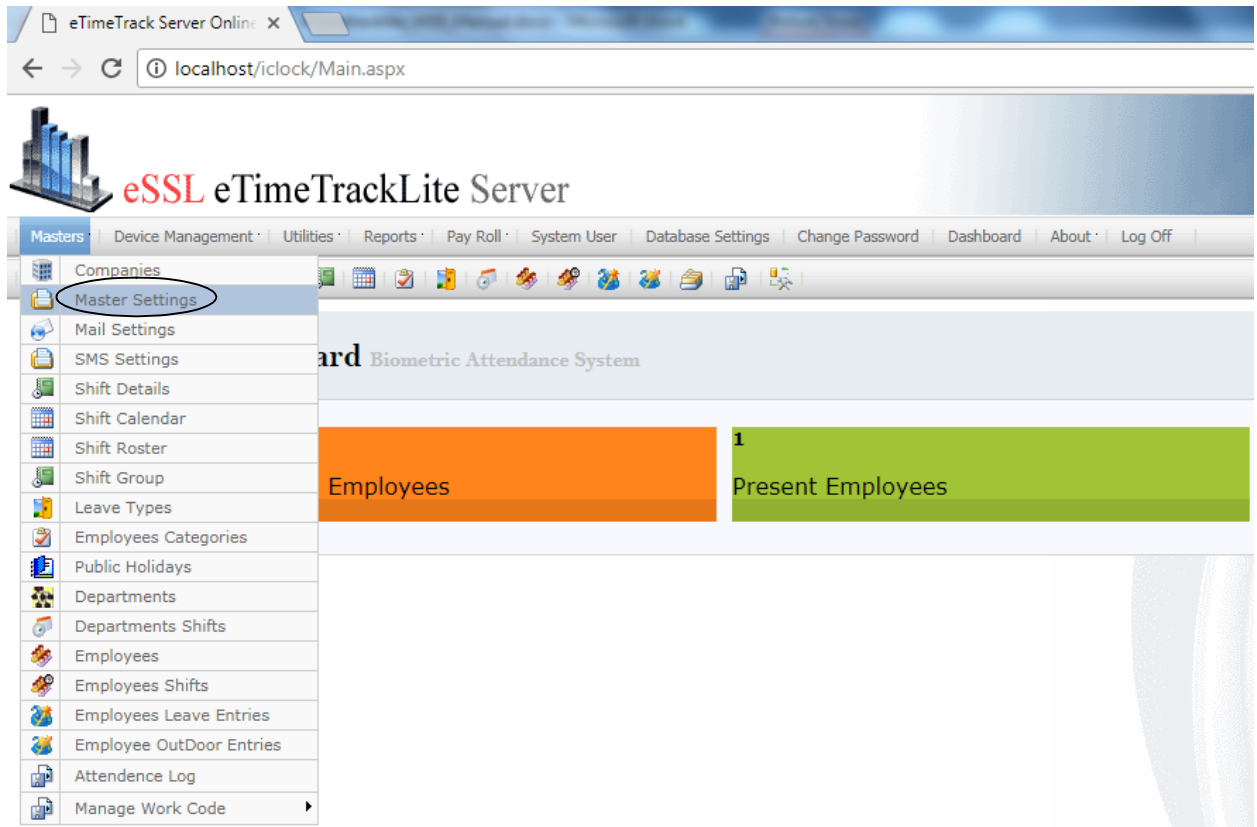 eTimeTrack Server Online
localhost/iclock/Main.aspx
eSSL eTimeTrackLite Server
Masters Device Management Utilities Reports Pay Roll System User Database Settings Change Password Dashboard About Log Off
Companies
Master Settings
Mail Settings
SMS Settings
ard Biometric Attendance System
Shift Details
Shift Calendar
Shift Roster
Shift Group
Leave Types
Employees Categories
Public Holidays
Departments
Departments Shifts
Employees
Employees Shifts
Employees Leave Entries
Employee OutDoor Entries
Attendence Log
Manage Work Code
Employees
1
Present Employees